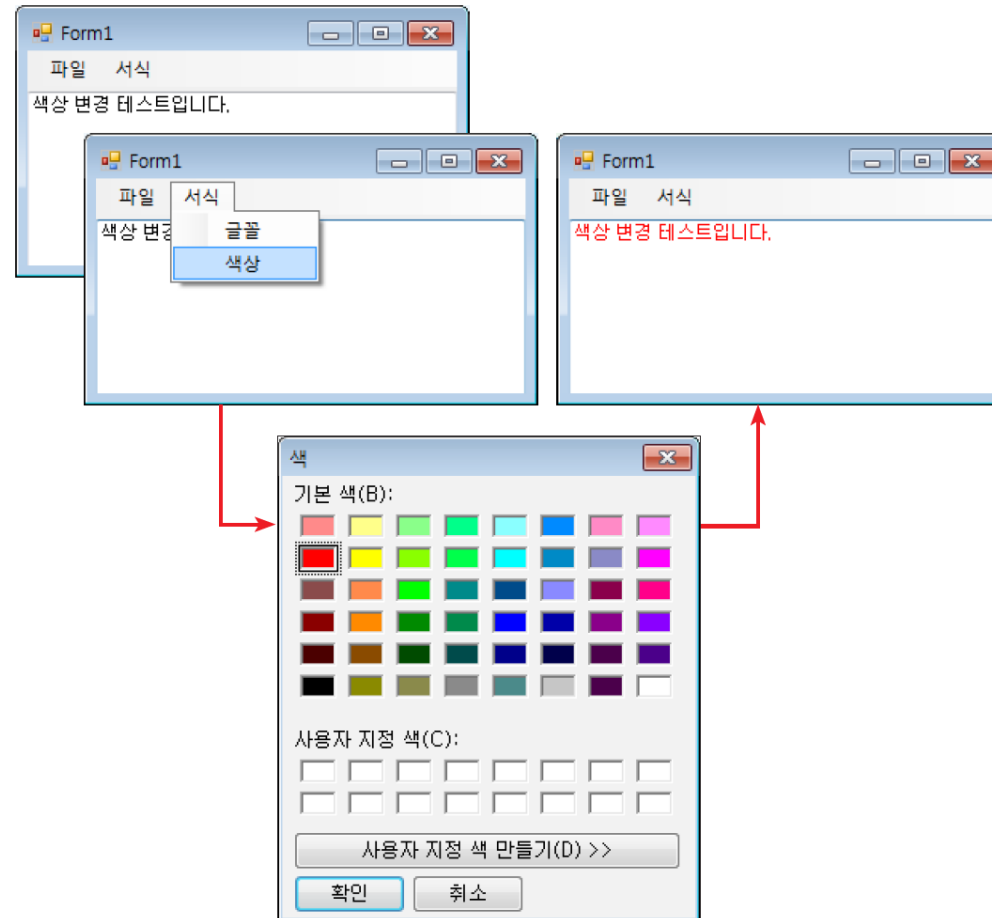 Form1
파일 서식
색상 변경 테스트입니다.
Form1
파일 서식
색상 변경
글꼴
색상
Form1
파일 서식
색상 변경 테스트입니다.
색
기본 색(B):
사용자 지정 색(C):
사용자 지정 색 만들기(D) >>
확인 취소